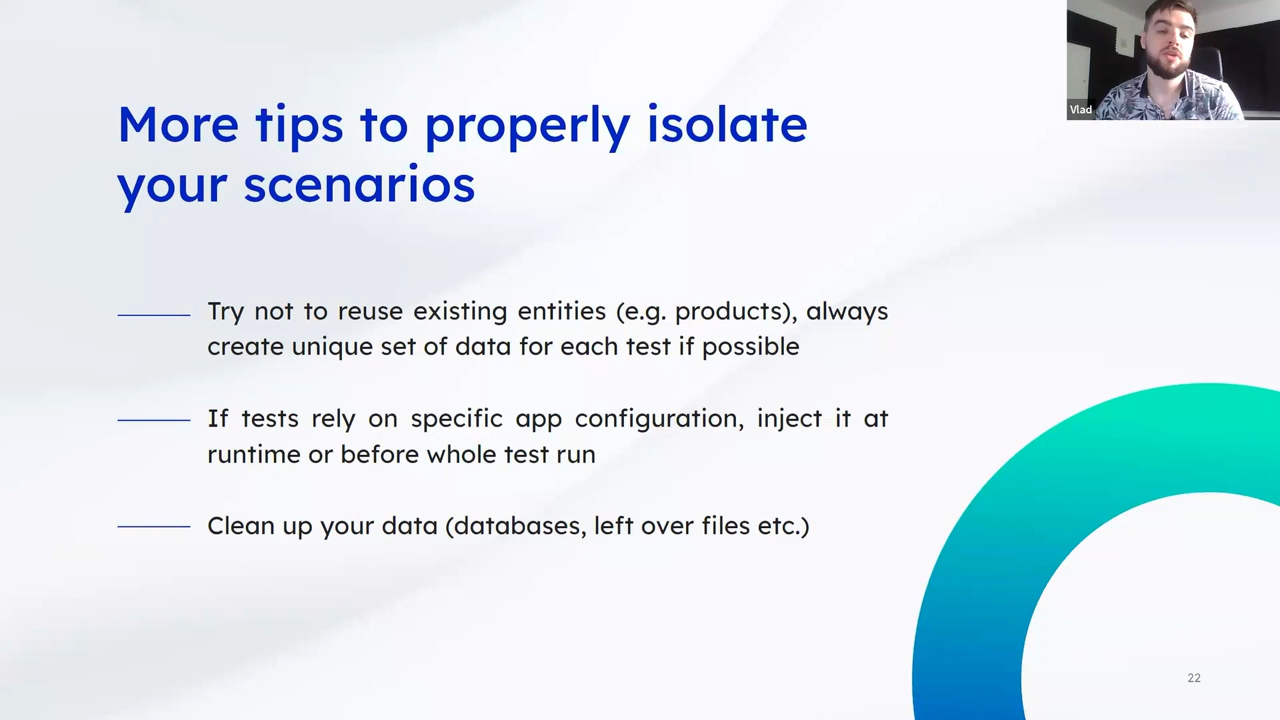 More tips to properly isolate
your scenarios
Try not to reuse existing entities (e.g. products), always
create unique set of data for each test if possible
If tests rely on specific app configuration, inject it at
runtime or before whole test run
Clean up your data (databases, left over files etc.)
Vlad
22